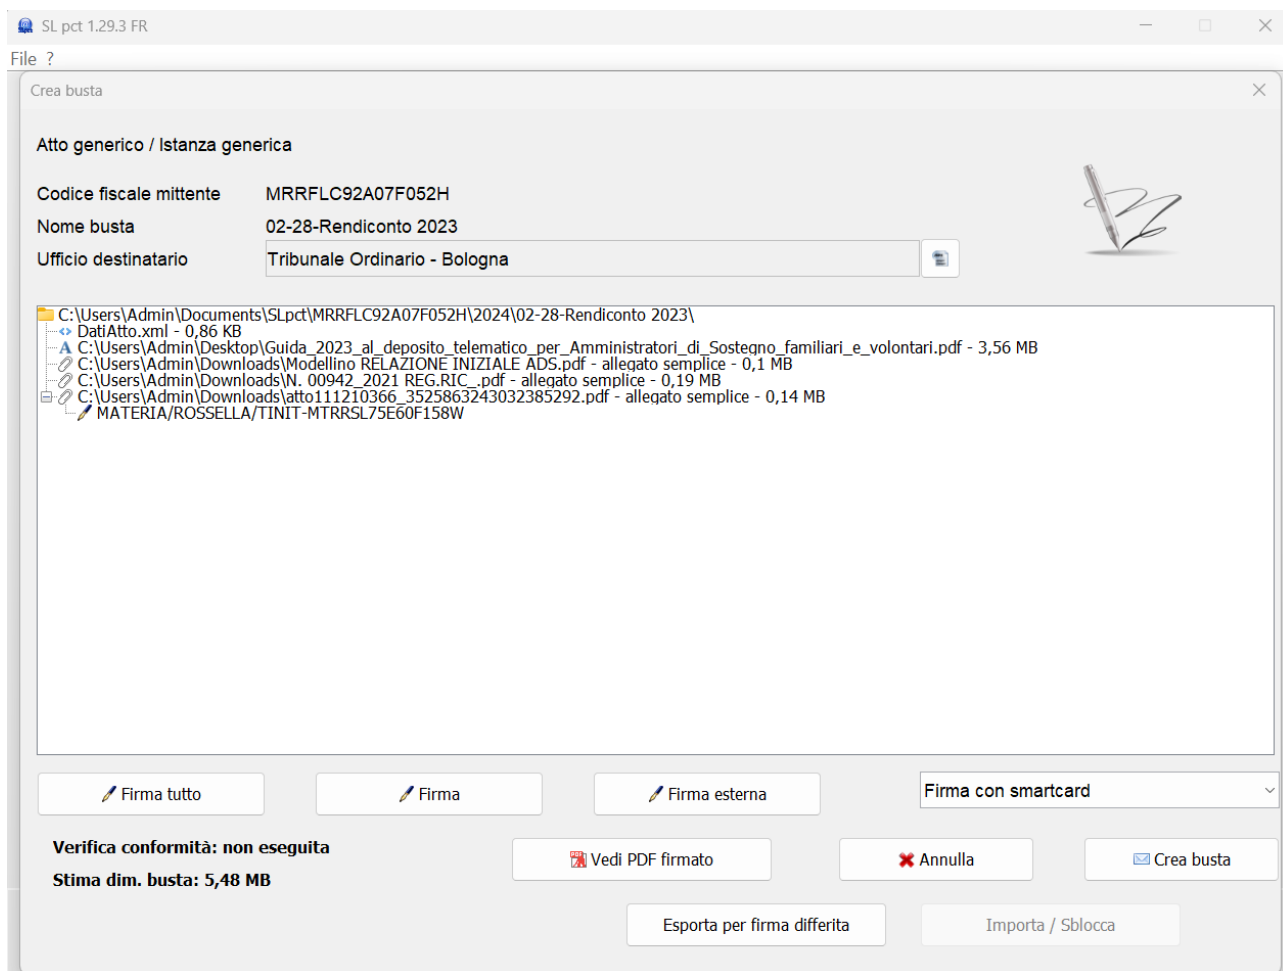 SL pct 1.29.3 FR
File ?
Crea busta
Atto generico / Istanza generica
Codice fiscale mittente MRRFLC92A07F052H
Nome busta 02-28-Rendiconto 2023
Ufficio destinatario Tribunale Ordinario - Bologna
C:\Users\Admin\Documents\SLpct\MRRFLC92A07F052H\2024\02-28-Rendiconto 2023\
DatiAtto.xml - 0,86 KB
A C:\Users\Admin\Desktop\Guida_2023_al_deposito_telematico_per_Amministratori_di_Sostegno_familiari_e_volontari.pdf - 3,56 MB
C:\Users\Admin\Downloads\Modellino RELAZIONE INIZIALE ADS.pdf - allegato semplice - 0,1 MB
C:\Users\Admin\Downloads\N. 00942_2021 REG.RIC_.pdf - allegato semplice - 0,19 MB
C:\Users\Admin\Downloads\atto111210366_3525863243032385292.pdf - allegato semplice - 0,14 MB
MATERIA/ROSSELLA/TINIT-MTRRSL75E60F158W
Firma tutto Firma Firma esterna Firma con smartcard
Verifica conformità: non eseguita
Stima dim. busta: 5,48 MB
Vedi PDF firmato Annulla Crea busta
Esporta per firma differita Importa / Sblocca